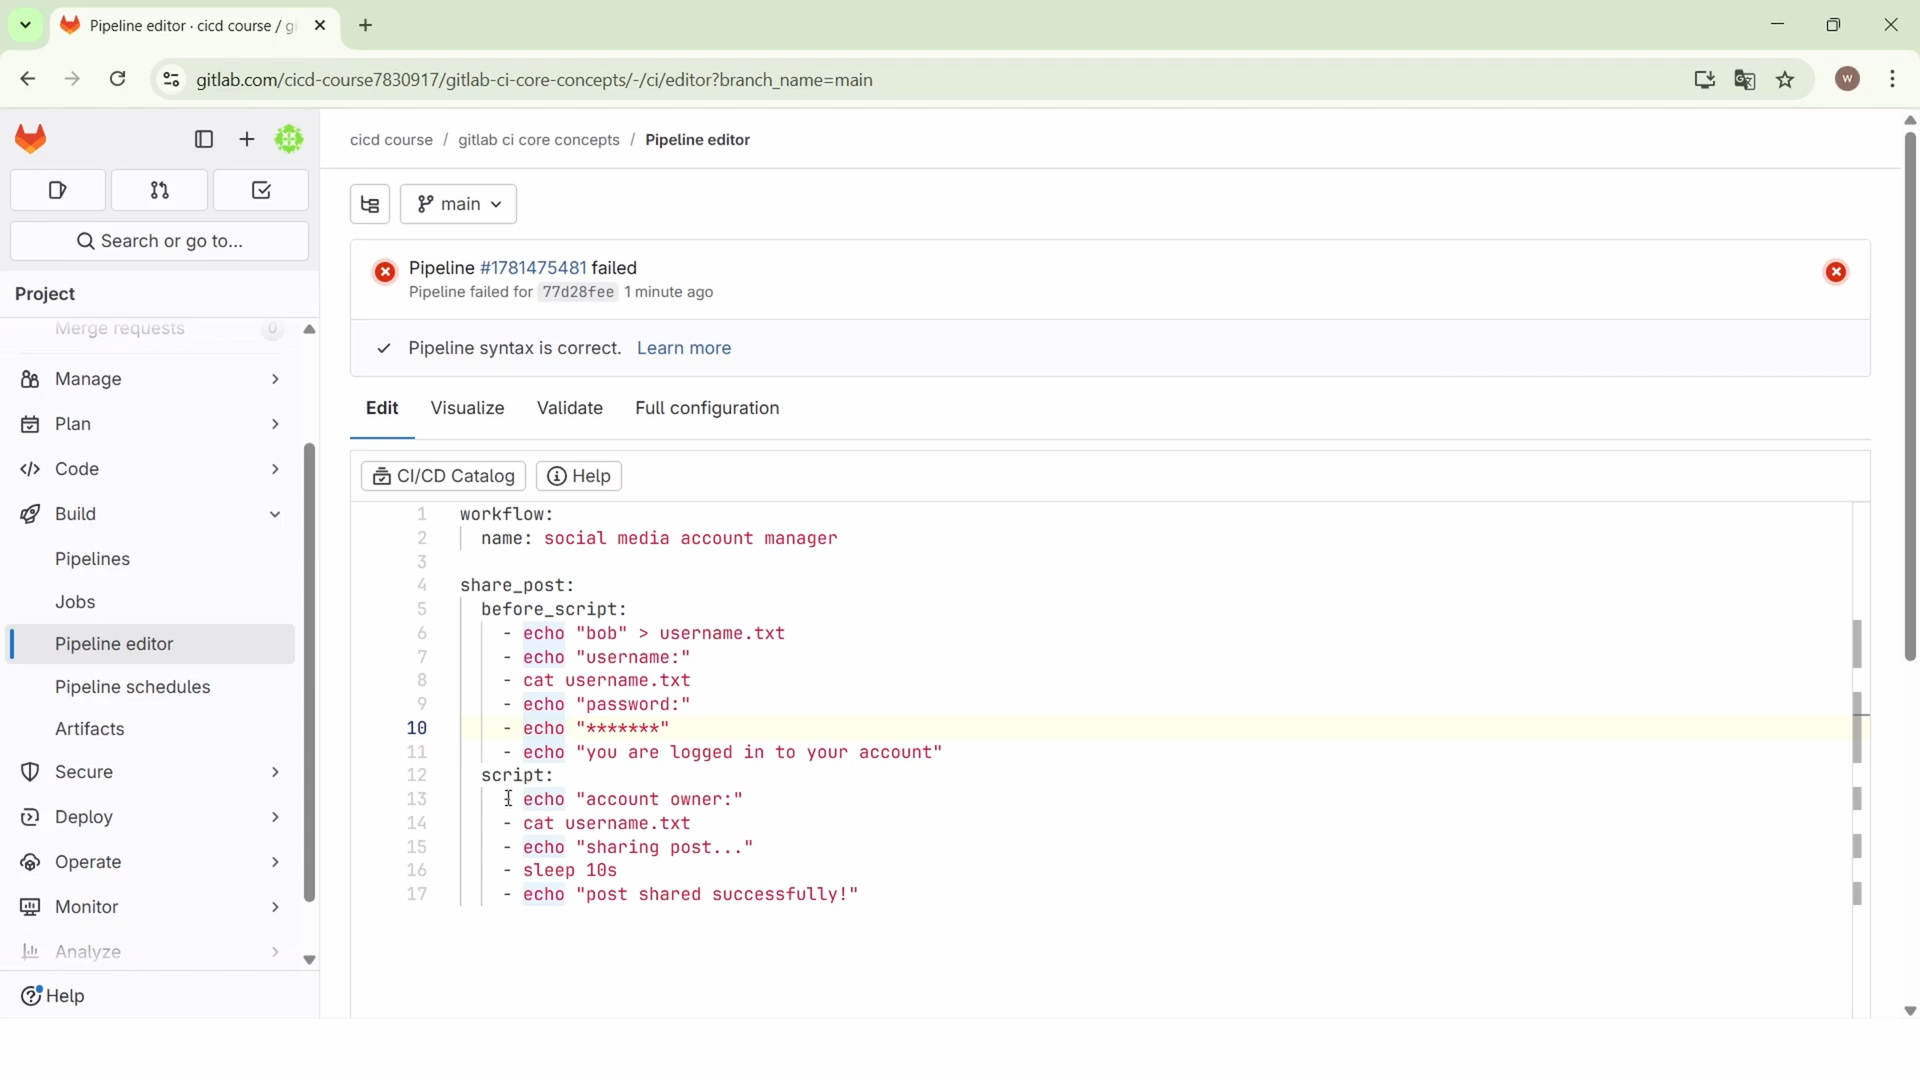 Pipeline editor · cicd course / gi
gitlab.com/cicd-course7830917/gitlab-ci-core-concepts/-/ci/editor?branch_name=main
W
cicd course / gitlab ci core concepts / Pipeline editor
main
Search or go to...
Pipeline #1781475481 failed
Pipeline failed for 77d28fee 1 minute ago
Project
Merge requests 0
Pipeline syntax is correct. Learn more
Manage
Plan
Code
Build
Pipelines
Jobs
Pipeline editor
Pipeline schedules
Artifacts
Secure
Deploy
Operate
Monitor
Analyze
Help
Edit Visualize Validate Full configuration
CI/CD Catalog Help
1 workflow:
2 name: social media account manager
3
4 share_post:
5 before_script:
6 - echo "bob" > username.txt
7 - echo "username:"
8 - cat username.txt
9 - echo "password:"
10 - echo "*******"
11 - echo "you are logged in to your account"
12 script:
13 - echo "account owner:"
14 - cat username.txt
15 - echo "sharing post..."
16 - sleep 10s
17 - echo "post shared successfully!"